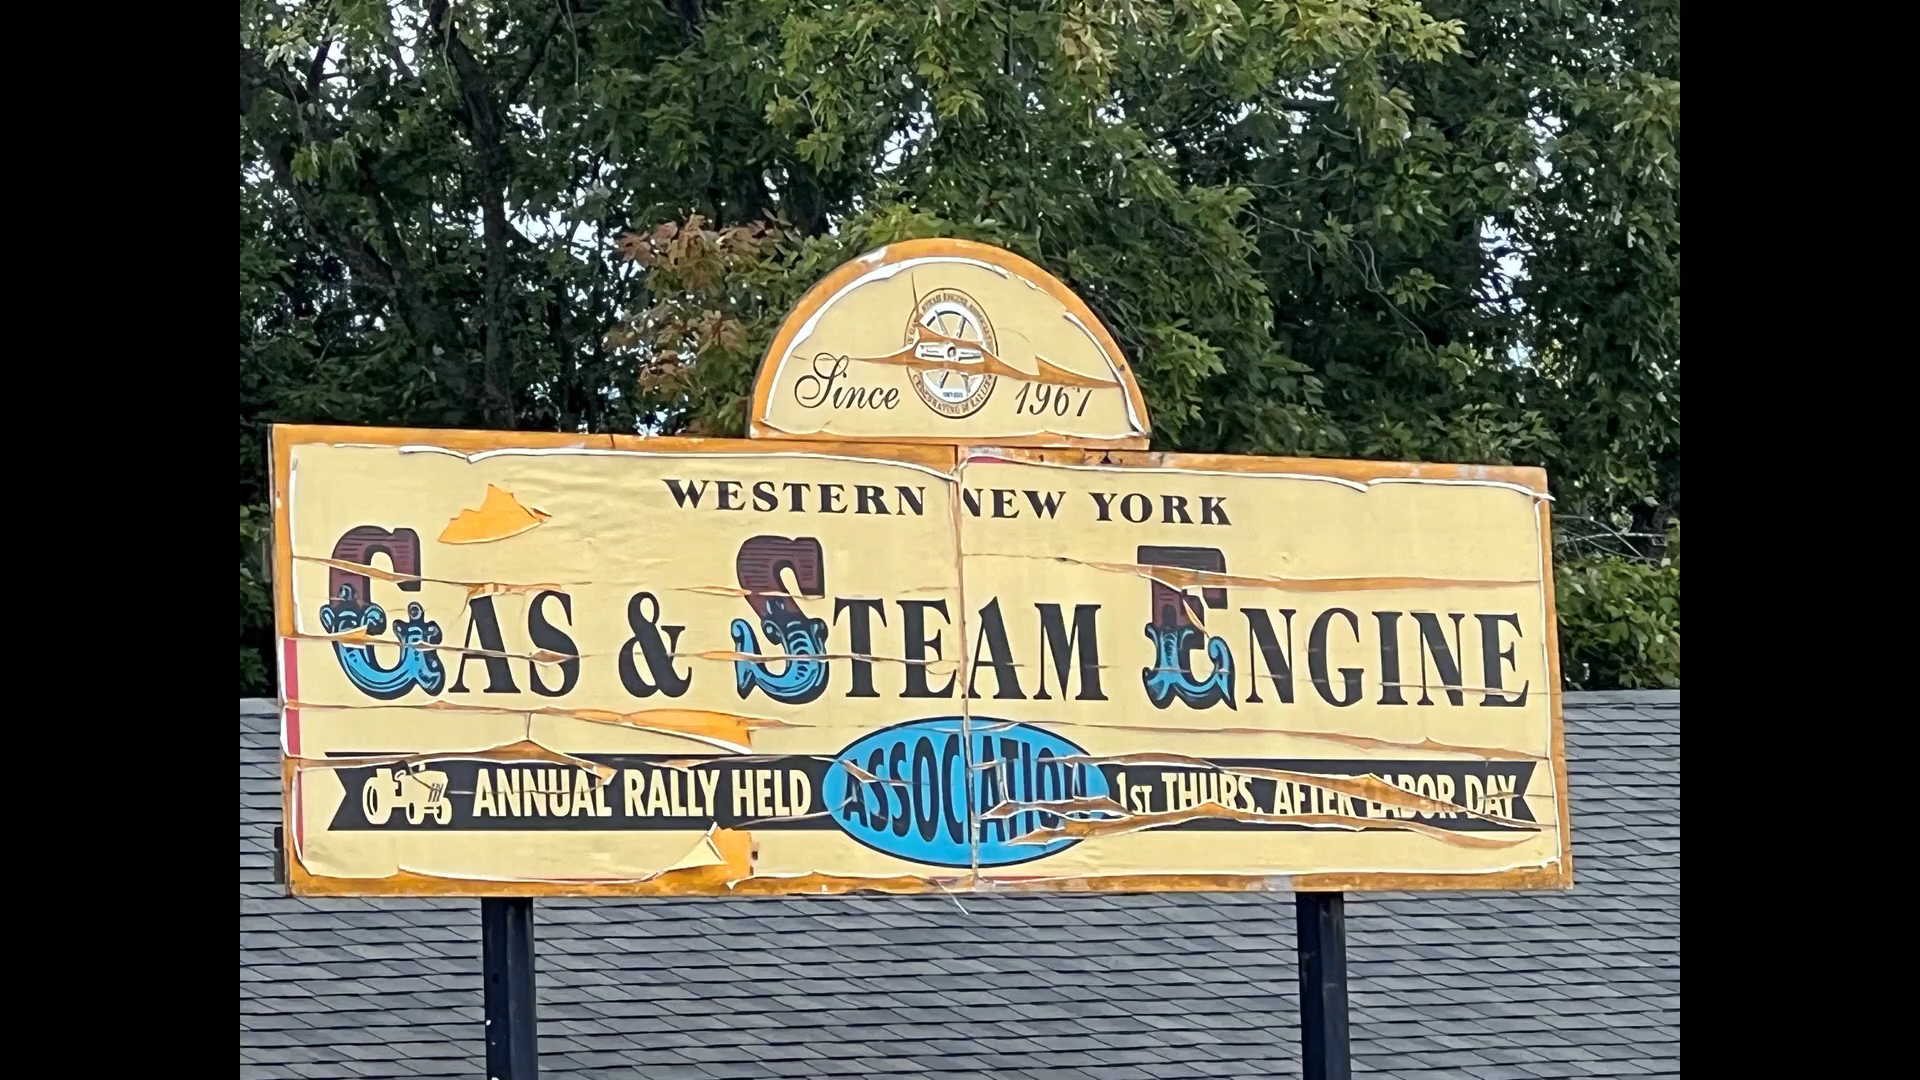 Since 1967
WESTERN NEW YORK
GAS & STEAM ENGINE
ASSOCIATION
ANNUAL RALLY HELD 1ST THURS. AFTER LABOR DAY